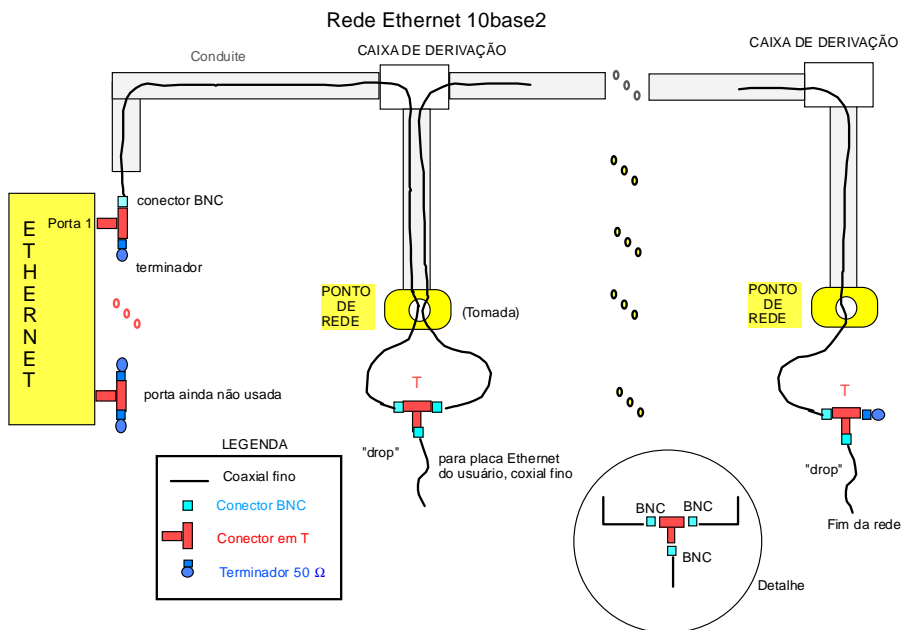 Rede Ethernet 10base2
CAIXA DE DERIVAÇÃO
CAIXA DE DERIVAÇÃO
Conduite
conector BNC
Porta 1
terminador
ETHERNET
PONTO
DE
REDE
(Tomada)
PONTO
DE
REDE
porta ainda não usada
T
T
LEGENDA
Coaxial fino
Conector BNC
Conector em T
Terminador 50 Ω
"drop"
para placa Ethernet
do usuário, coxial fino
"drop"
BNC
BNC
BNC
Detalhe
Fim da rede